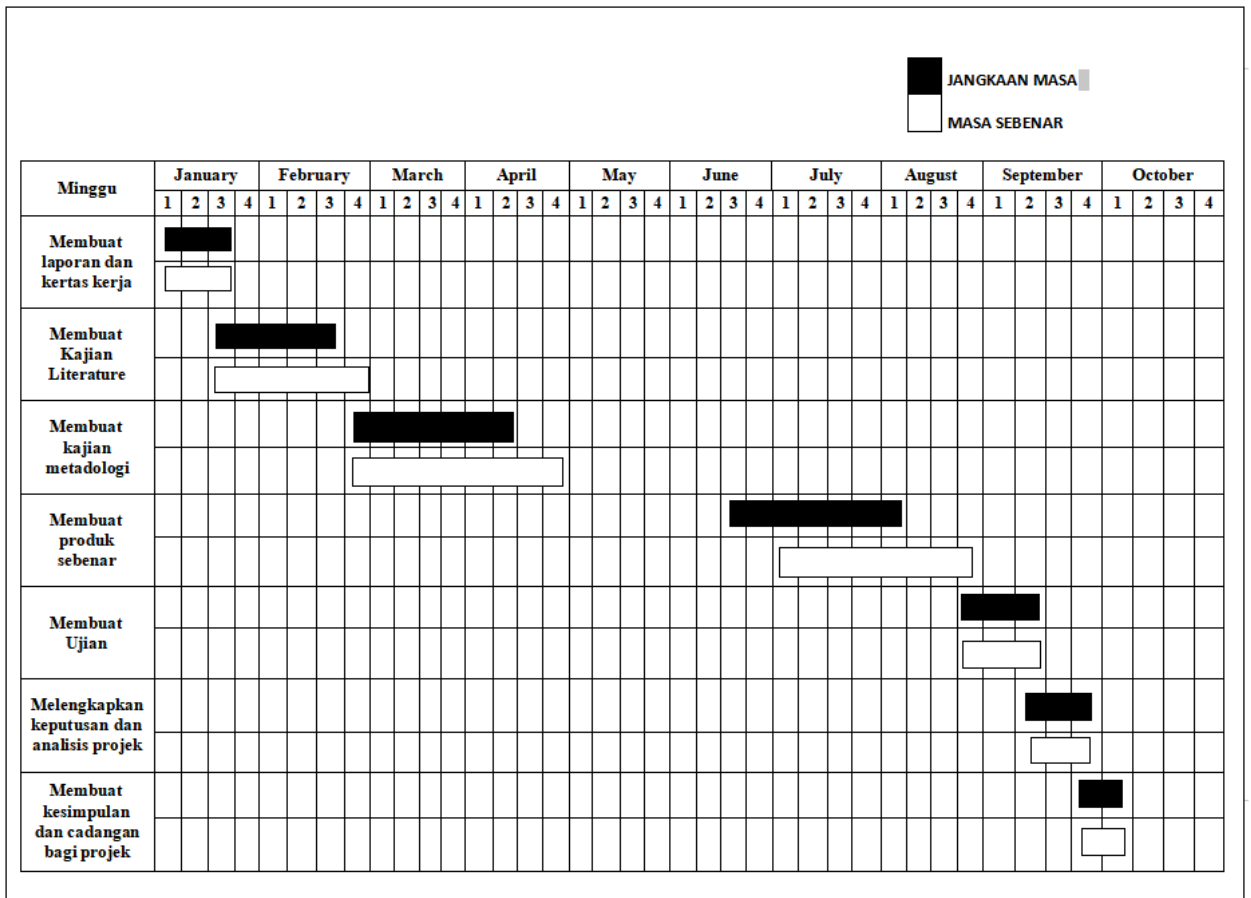 JANGKAAN MASA
MASA SEBENAR
Minggu January February March April May June July August September October
1 2 3 4 1 2 3 4 1 2 3 4 1 2 3 4 1 2 3 4 1 2 3 4 1 2 3 4 1 2 3 4 1 2 3 4 1 2 3 4
Membuat
laporan dan
kertas kerja
Membuat
Kajian
Literature
Membuat
kajian
metadologi
Membuat
produk
sebenar
Membuat
Ujian
Melengkapkan
keputusan dan
analisis projek
Membuat
kesimpulan
dan cadangan
bagi projek